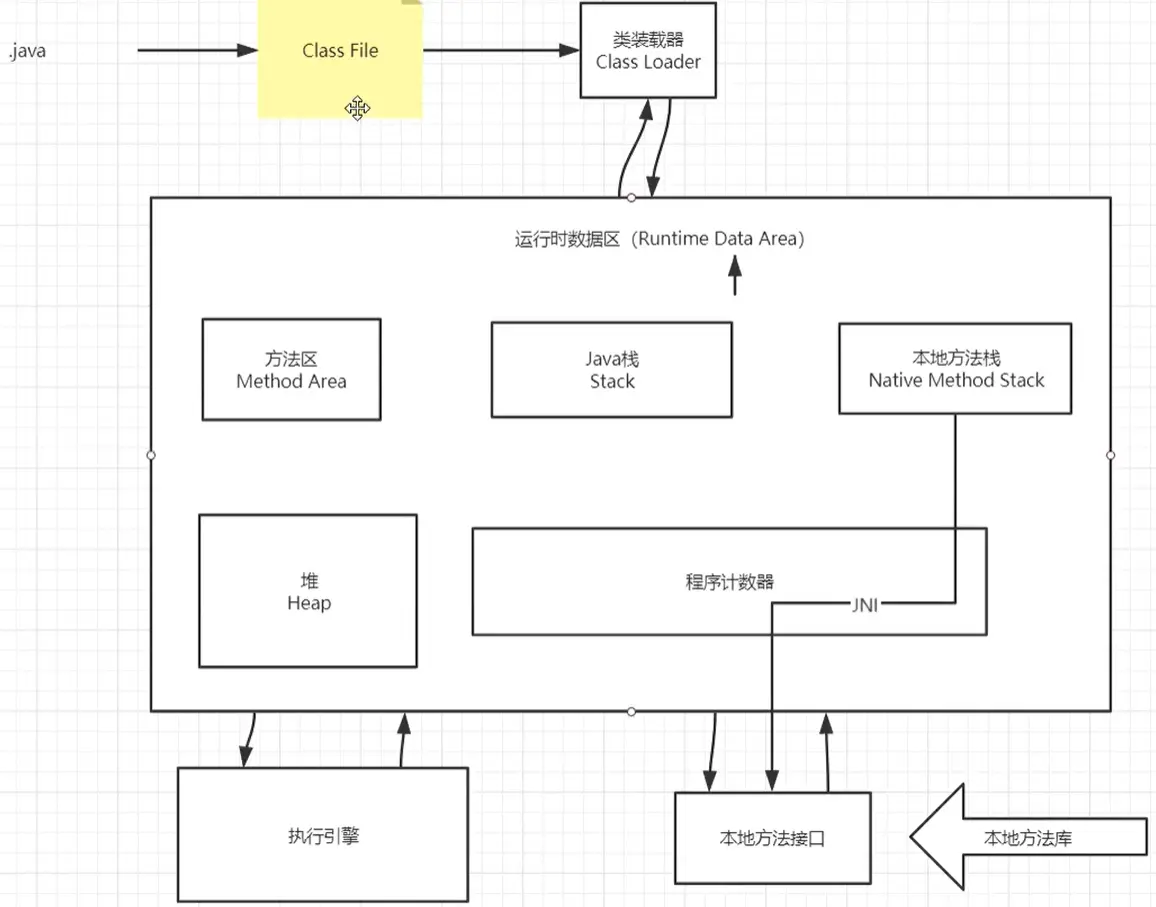 .java
Class File
类装载器
Class Loader
运行时数据区（Runtime Data Area）
方法区
Method Area
Java栈
Stack
本地方法栈
Native Method Stack
堆
Heap
程序计数器
JNI
执行引擎
本地方法接口
本地方法库